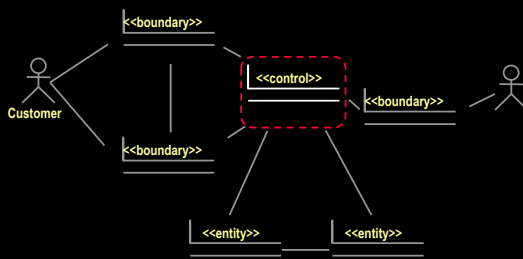 <<boundary>>
<<control>>
<<boundary>>
Customer
<<boundary>>
<<entity>>
<<entity>>